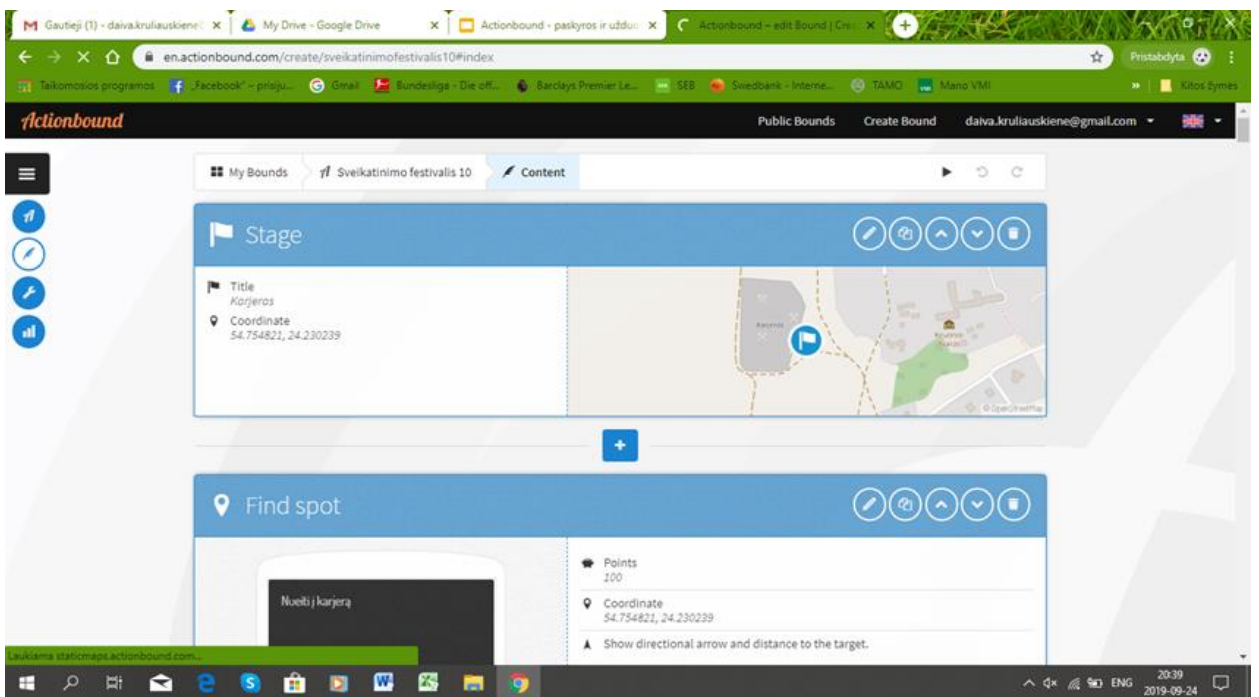 Gautieji (1) - daiva.kruliauskiene
My Drive - Google Drive
Actionbound - paskyros ir užduo
Actionbound – edit Bound | Cre
en.actionbound.com/create/sveikatinimofestivalis10#index
Pristabdyta
Taikomosios programos
„Facebook“ – prisiju...
Gmail
Bundesliga - Die off...
Barclays Premier Le...
SEB
Swedbank - Interne...
TAMO
Mano VMI
»
Kitos žymės
Actionbound
Public Bounds
Create Bound
daiva.kruliauskiene@gmail.com
My Bounds
Sveikatinimo festivalis 10
Content
Stage
Title
Karjeras
Coordinate
54.754821, 24.230239
© OpenStreetMap
Find spot
Nueiti į karjerą
Points
100
Coordinate
54.754821, 24.230239
Show directional arrow and distance to the target.
Laukiama staticmaps.actionbound.com...
ENG
20:39
2019-09-24